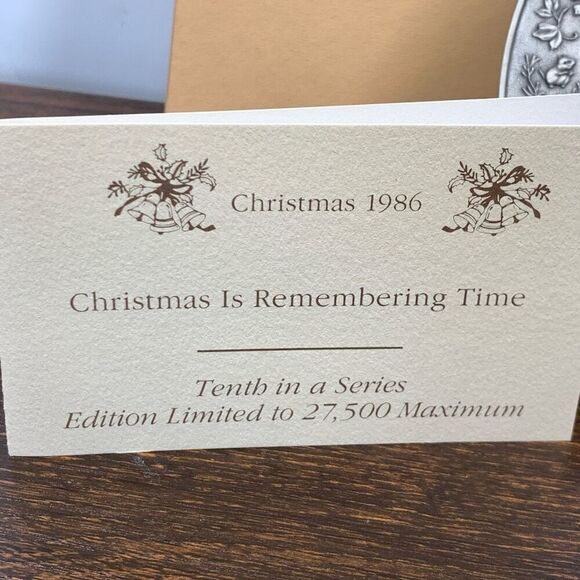 Christmas 1986
Christmas Is Remembering Time
Tenth in a Series
Edition Limited to 27,500 Maximum